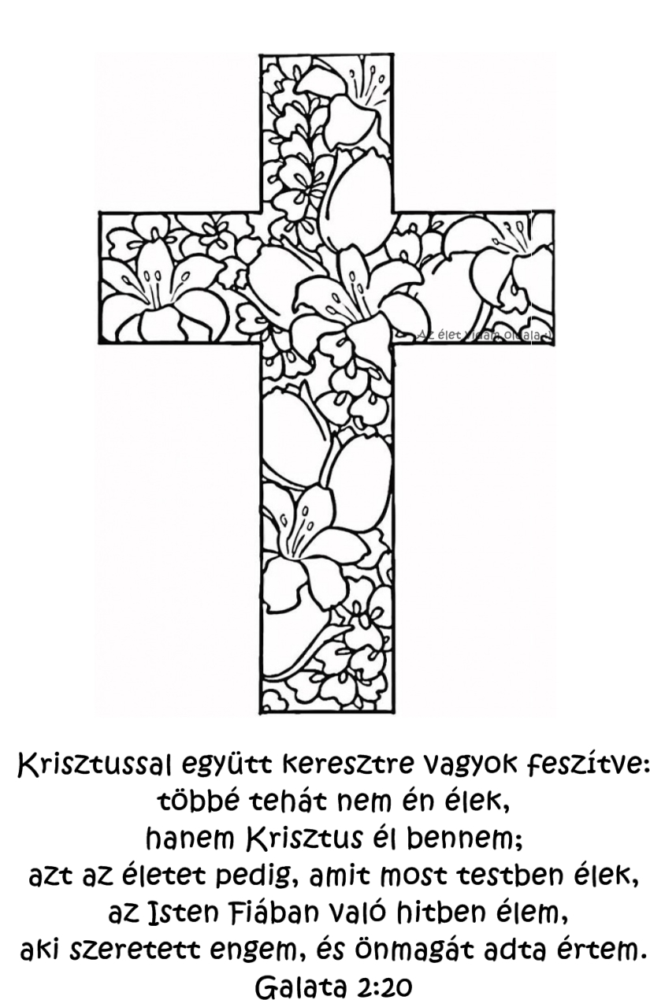 Az élet vidám oldala :)
Krisztussal együtt keresztre vagyok feszítve:
többé tehát nem én élek,
hanem Krisztus él bennem;
azt az életet pedig, amit most testben élek,
az Isten Fiában való hitben élem,
aki szeretett engem, és önmagát adta értem.
Galata 2:20